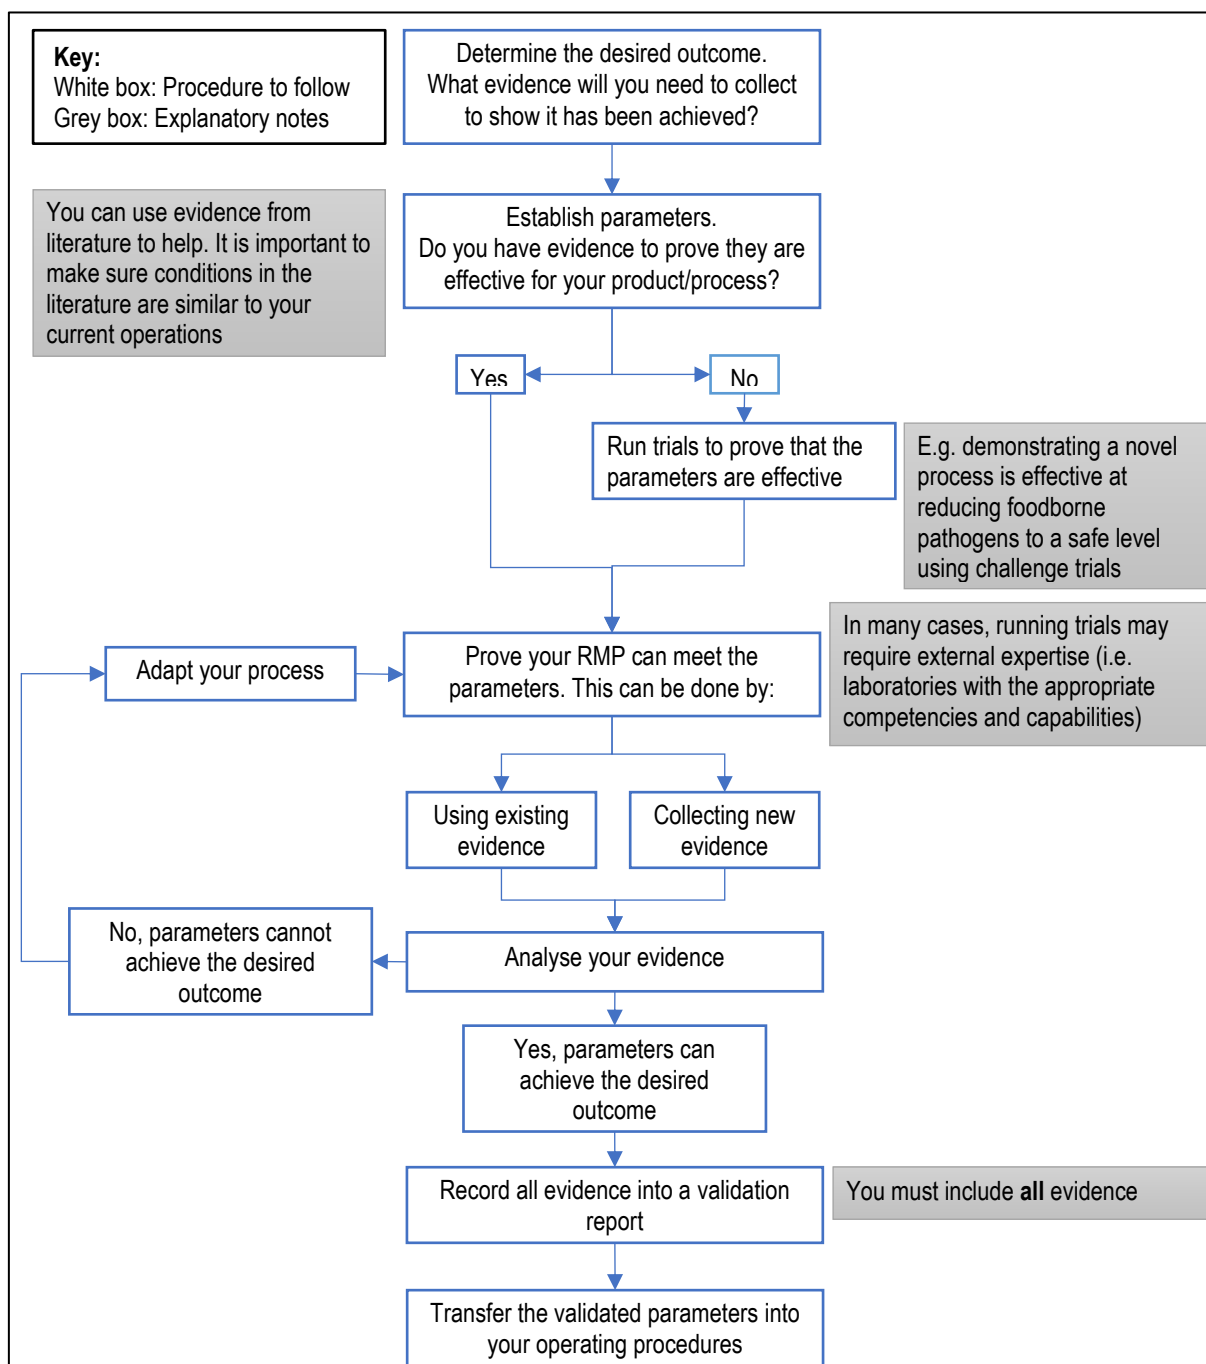 Key:
White box: Procedure to follow
Grey box: Explanatory notes
Determine the desired outcome.
What evidence will you need to collect
to show it has been achieved?
You can use evidence from
literature to help. It is important to
make sure conditions in the
literature are similar to your
current operations
Establish parameters.
Do you have evidence to prove they are
effective for your product/process?
Yes
No
Run trials to prove that the
parameters are effective
E.g. demonstrating a novel
process is effective at
reducing foodborne
pathogens to a safe level
using challenge trials
Adapt your process
Prove your RMP can meet the
parameters. This can be done by:
In many cases, running trials may
require external expertise (i.e.
laboratories with the appropriate
competencies and capabilities)
Using existing
evidence
Collecting new
evidence
No, parameters cannot
achieve the desired
outcome
Analyse your evidence
Yes, parameters can
achieve the desired
outcome
Record all evidence into a validation
report
You must include all evidence
Transfer the validated parameters into
your operating procedures